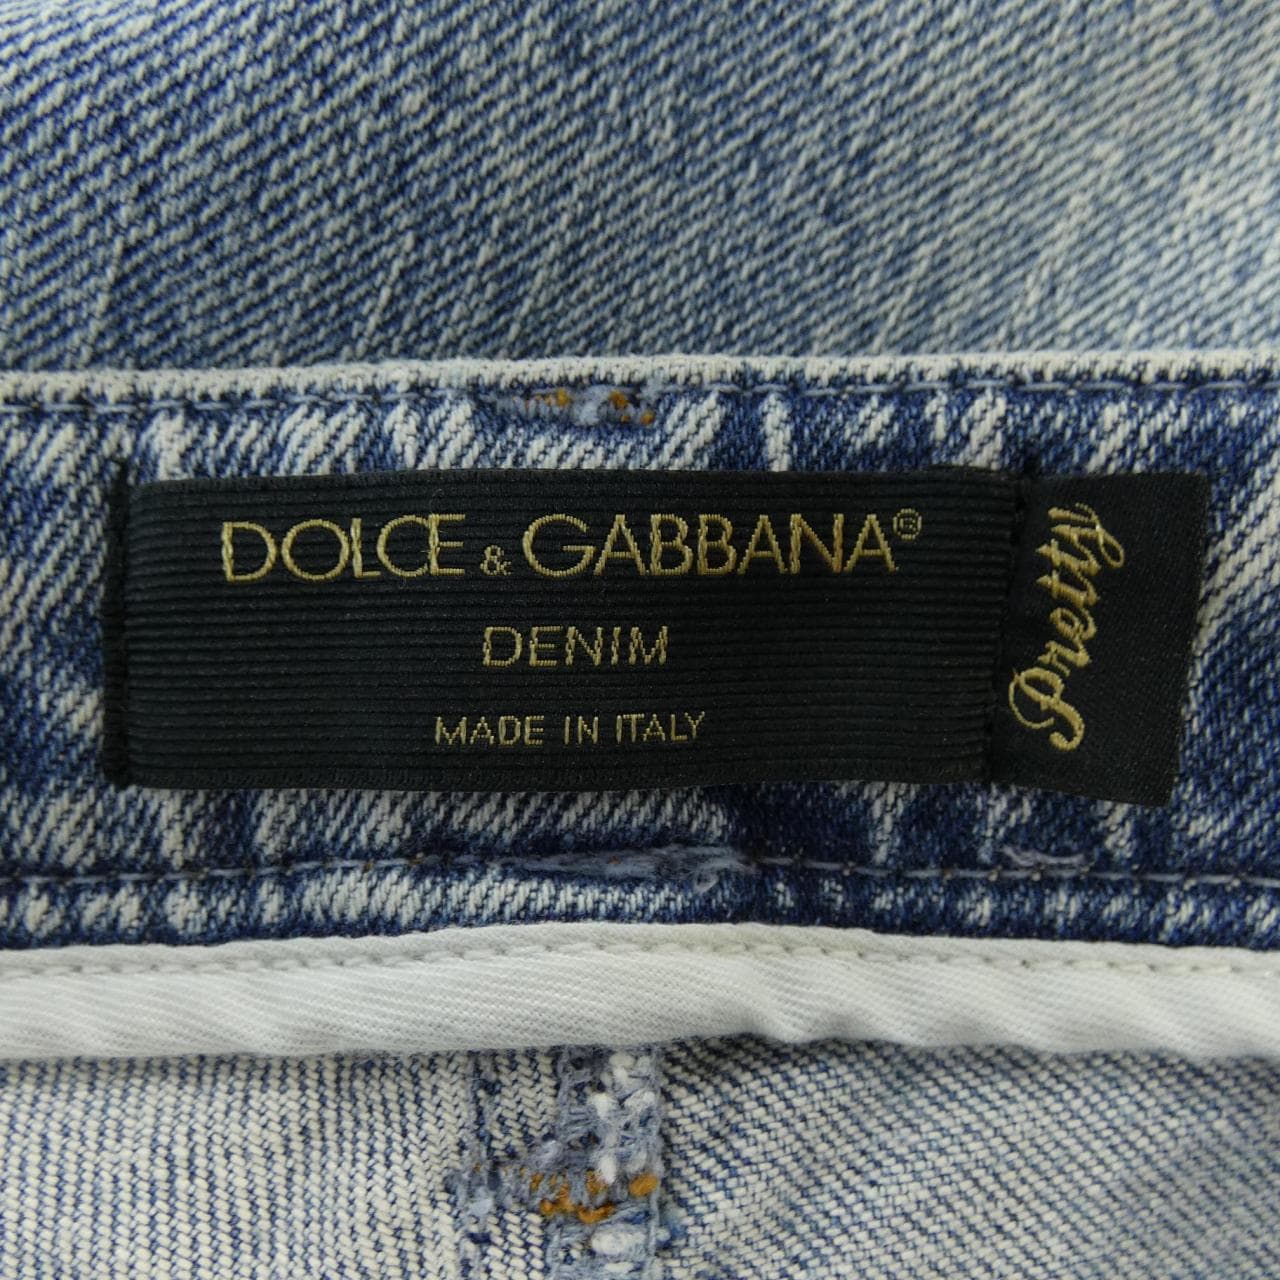 DOLCE & GABBANA®
DENIM
MADE IN ITALY
Pretty